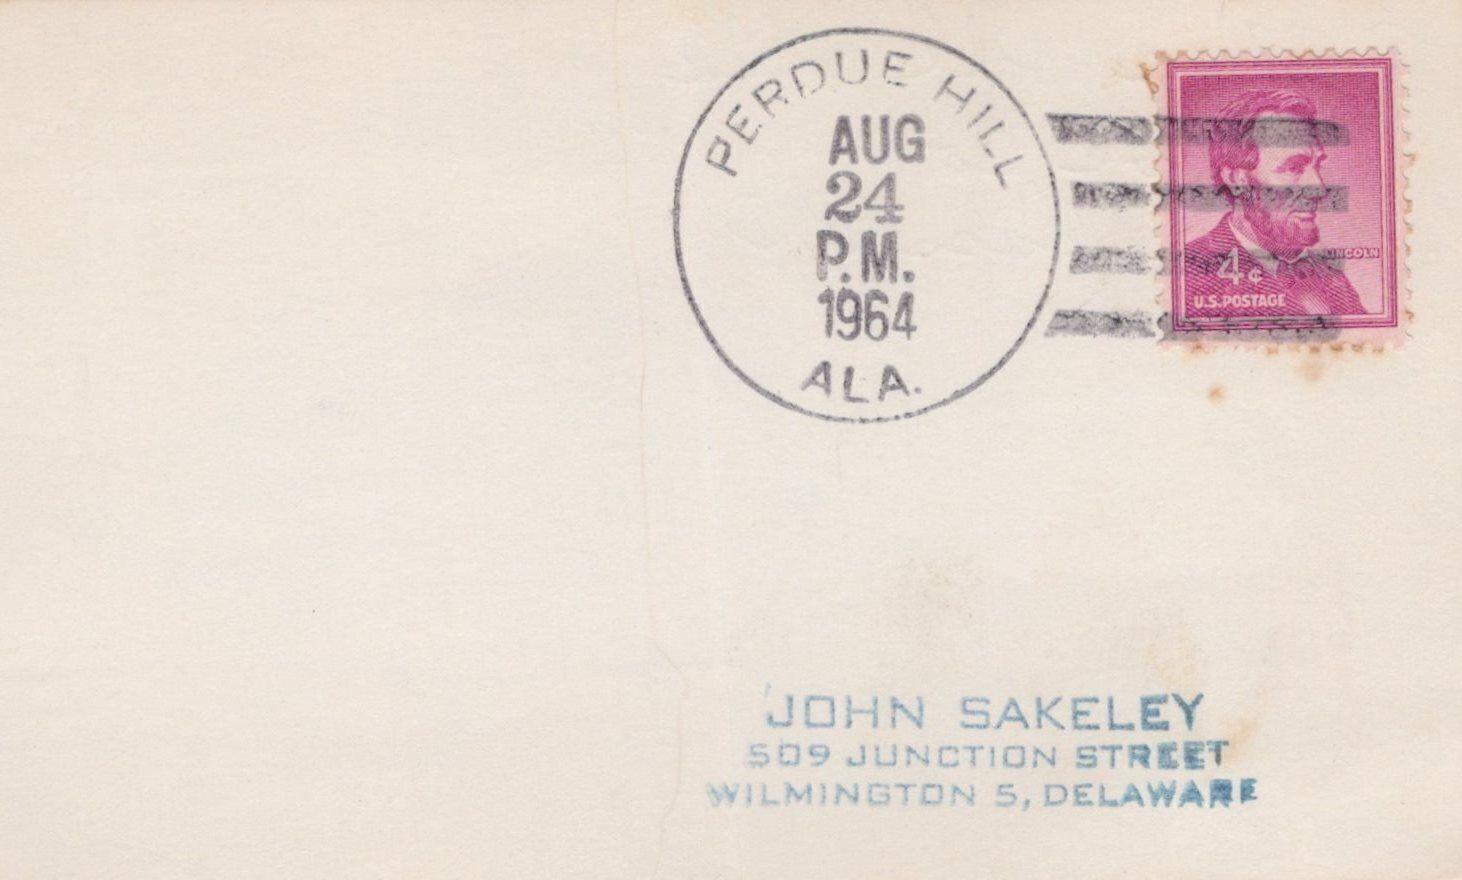 PERDUE HILL
AUG
24
P.M.
1964
ALA.
LINCOLN
4¢
U.S. POSTAGE
JOHN SAKELEY
509 JUNCTION STREET
WILMINGTON 5, DELAWARE